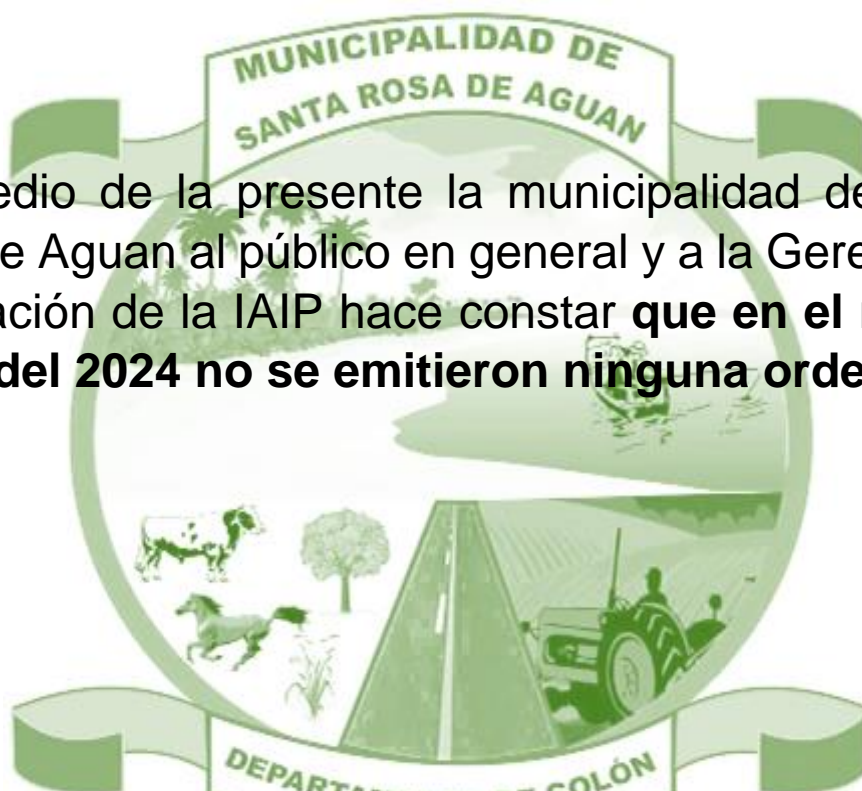 MUNICIPALIDAD DE
SANTA ROSA DE AGUAN
edio de la presente la municipalidad de
e Aguan al público en general y a la Gere
ación de la IAIP hace constar que en el
del 2024 no se emitieron ninguna orde
DE COLÓN